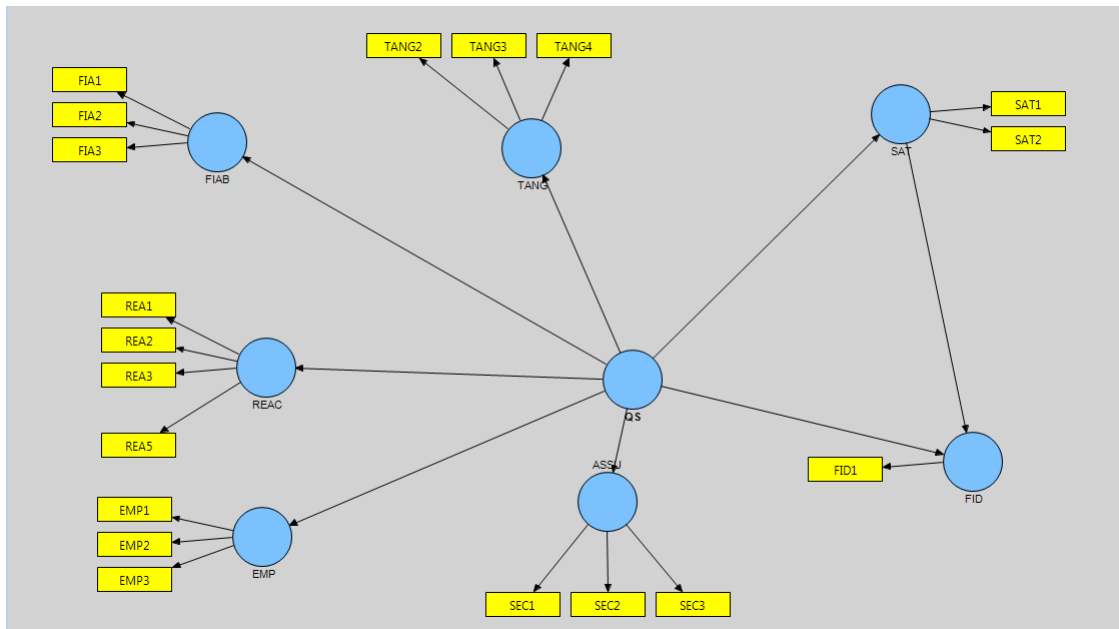 TANG2 TANG3 TANG4
FIA1
FIA2
FIA3
FIAB
TANG
SAT
SAT1
SAT2
REA1
REA2
REA3
REA5
REAC
QS
ASSU
FID1
FID
EMP1
EMP2
EMP3
EMP
SEC1 SEC2 SEC3